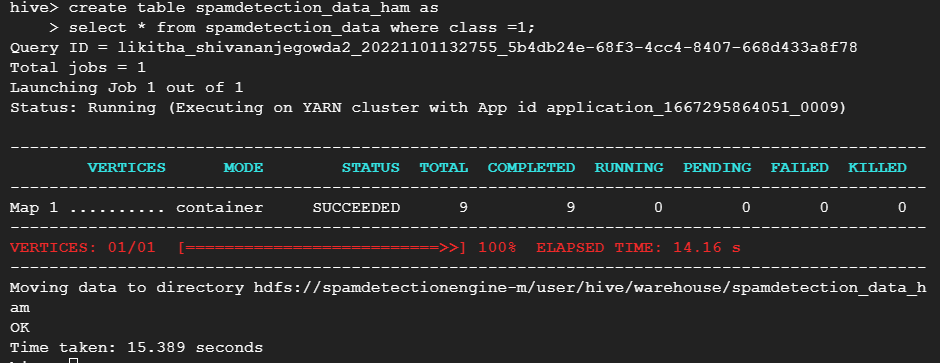 hive> create table spamdetection_data_ham as
    > select * from spamdetection_data where class =1;
Query ID = likitha_shivananjegowda2_20221101132755_5b4db24e-68f3-4cc4-8407-668d433a8f78
Total jobs = 1
Launching Job 1 out of 1
Status: Running (Executing on YARN cluster with App id application_1667295864051_0009)
----------------------------------------------------------------------------------------------
        VERTICES      MODE        STATUS  TOTAL  COMPLETED  RUNNING  PENDING  FAILED  KILLED
----------------------------------------------------------------------------------------------
Map 1 .......... container     SUCCEEDED      9          9        0        0       0       0
----------------------------------------------------------------------------------------------
VERTICES: 01/01  [==========================>>] 100%  ELAPSED TIME: 14.16 s
----------------------------------------------------------------------------------------------
Moving data to directory hdfs://spamdetectionengine-m/user/hive/warehouse/spamdetection_data_h
am
OK
Time taken: 15.389 seconds